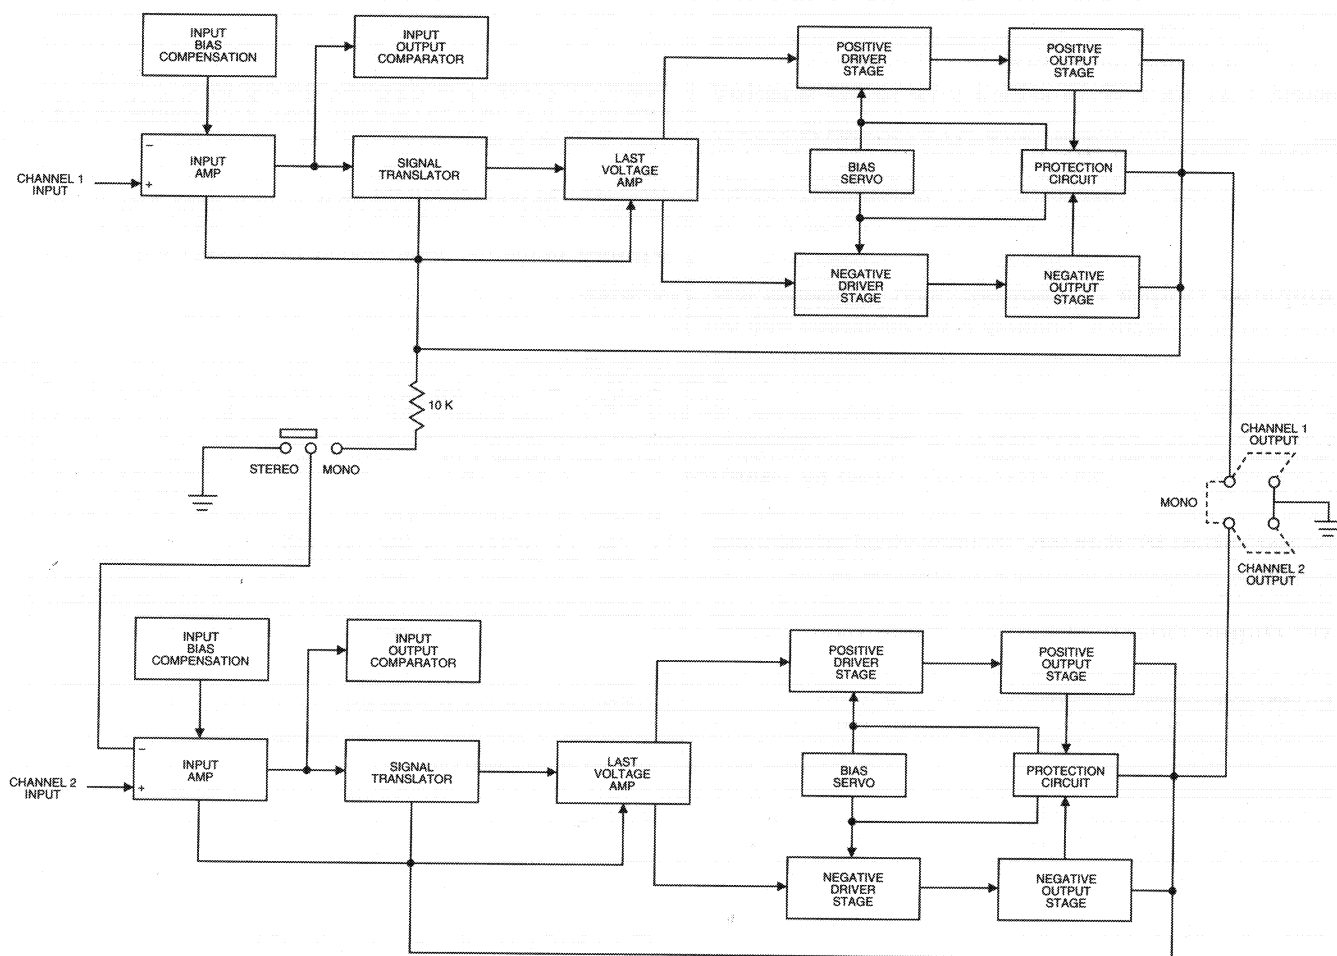 INPUT
BIAS
COMPENSATION
INPUT
OUTPUT
COMPARATOR
POSITIVE
DRIVER
STAGE
POSITIVE
OUTPUT
STAGE
CHANNEL 1
INPUT
−
+
INPUT
AMP
SIGNAL
TRANSLATOR
LAST
VOLTAGE
AMP
BIAS
SERVO
PROTECTION
CIRCUIT
NEGATIVE
DRIVER
STAGE
NEGATIVE
OUTPUT
STAGE
10 K
STEREO
MONO
CHANNEL 1
OUTPUT
MONO
CHANNEL 2
OUTPUT
INPUT
BIAS
COMPENSATION
INPUT
OUTPUT
COMPARATOR
POSITIVE
DRIVER
STAGE
POSITIVE
OUTPUT
STAGE
CHANNEL 2
INPUT
−
+
INPUT
AMP
SIGNAL
TRANSLATOR
LAST
VOLTAGE
AMP
BIAS
SERVO
PROTECTION
CIRCUIT
NEGATIVE
DRIVER
STAGE
NEGATIVE
OUTPUT
STAGE